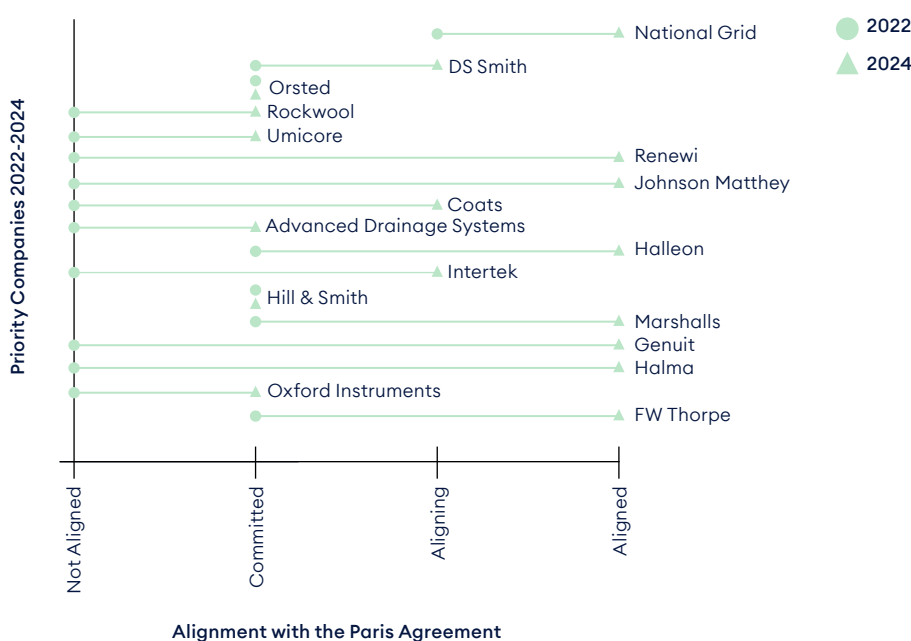 2022
2024
Priority Companies 2022-2024
National Grid
DS Smith
Orsted
Rockwool
Umicore
Renewi
Johnson Matthey
Coats
Advanced Drainage Systems
Halleon
Intertek
Hill & Smith
Marshalls
Genuit
Halma
Oxford Instruments
FW Thorpe
Not Aligned
Committed
Aligning
Aligned
Alignment with the Paris Agreement